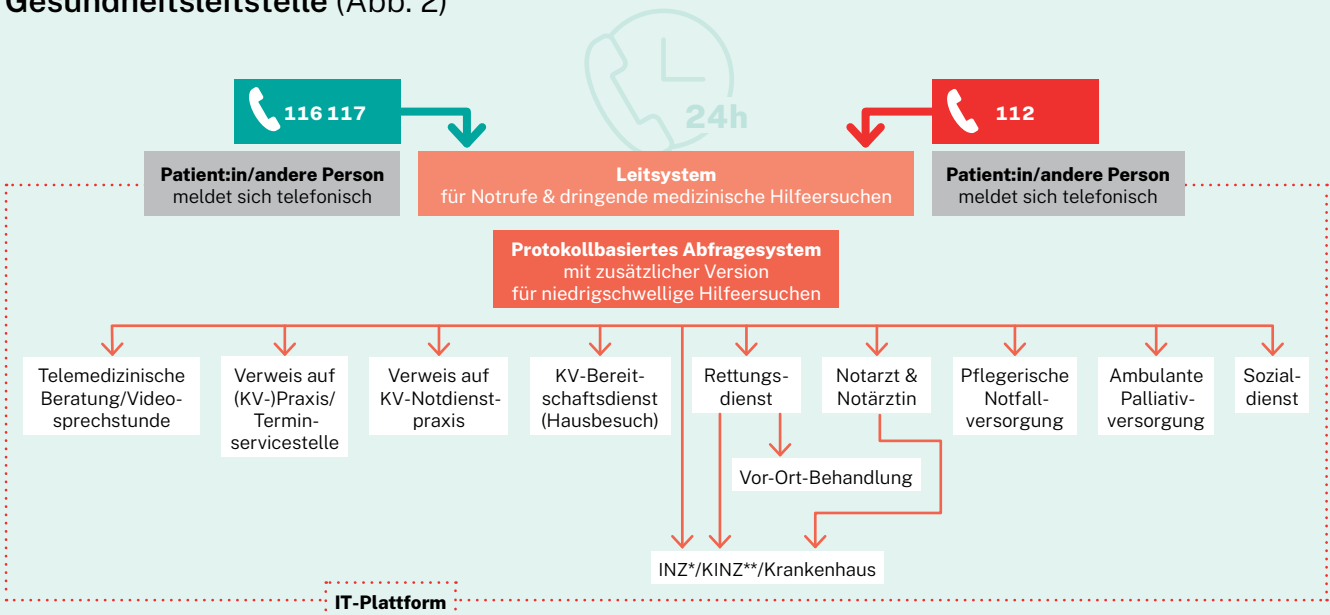 Gesundheitsleitstelle (Abb. 2)
24h
116 117
112
Patient:in/andere Person
meldet sich telefonisch
Leitsystem
für Notrufe & dringende medizinische Hilfeersuchen
Patient:in/andere Person
meldet sich telefonisch
Protokollbasiertes Abfragesystem
mit zusätzlicher Version
für niedrigschwellige Hilfeersuchen
Telemedizinische
Beratung/Video-
sprechstunde
Verweis auf
(KV-)Praxis/
Termin-
servicestelle
Verweis auf
KV-Notdienst-
praxis
KV-Bereit-
schaftsdienst
(Hausbesuch)
Rettungs-
dienst
Notarzt &
Notärztin
Pflegerische
Notfall-
versorgung
Ambulante
Palliativ-
versorgung
Sozial-
dienst
Vor-Ort-Behandlung
INZ*/KINZ**/Krankenhaus
IT-Plattform